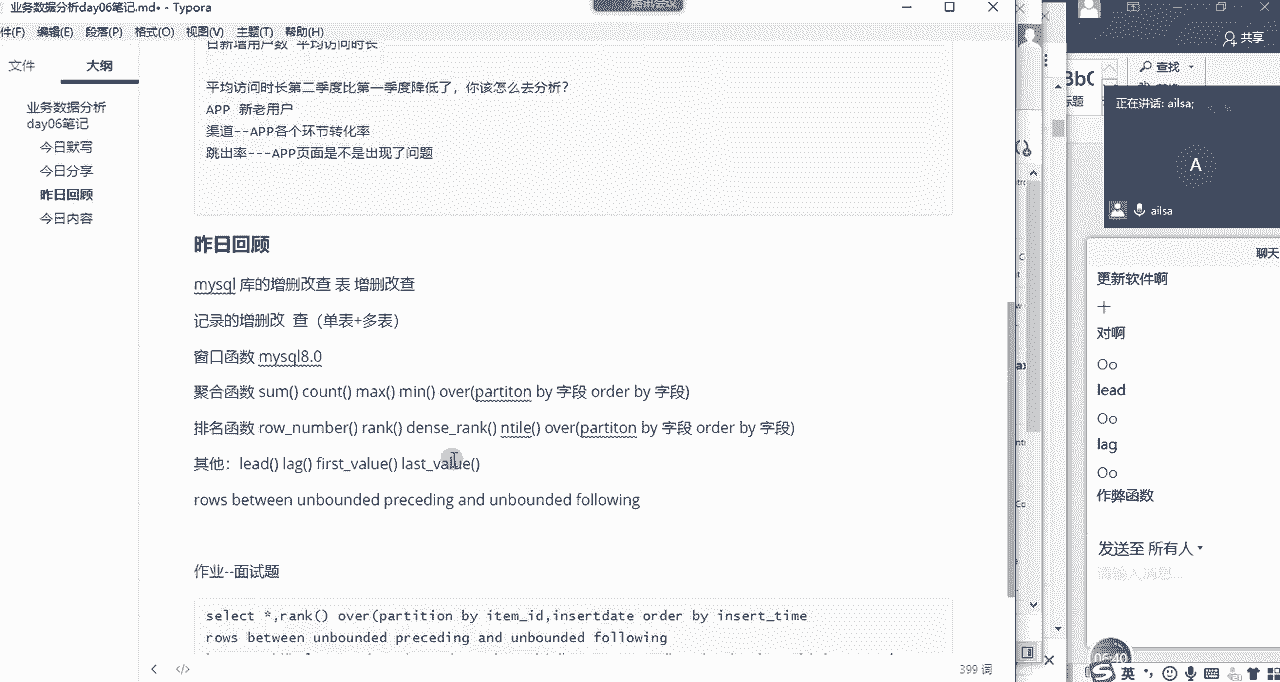 业务数据分析day06笔记.md• - Typora
件(F) 编辑(E) 段落(P) 格式(O) 视图(V) 主题(T) 帮助(H)
文件 大纲
业务数据分析
day06笔记
今日默写
今日分享
昨日回顾
今日内容
日新增用户数 平均访问时长
平均访问时长第二季度比第一季度降低了，你该怎么去分析？
APP 新老用户
渠道--APP各个环节转化率
跳出率---APP页面是不是出现了问题
昨日回顾
mysql 库的增删改查 表 增删改查
记录的增删改 查（单表+多表）
窗口函数 mysql8.0
聚合函数 sum() count() max() min() over(partiton by 字段 order by 字段)
排名函数 row_number() rank() dense_rank() ntile() over(partiton by 字段 order by 字段)
其他：lead() lag() first_value() last_value()
rows between unbounded preceding and unbounded following
作业--面试题
select *,rank() over(partition by item_id,insertdate order by insert_time
rows between unbounded preceding and unbounded following
399 词
共享
查找
正在讲话: ailsa;
A
ailsa
聊天
更新软件啊
对啊
Oo
lead
Oo
lag
Oo
作弊函数
发送至 所有人
请输入消息...
英